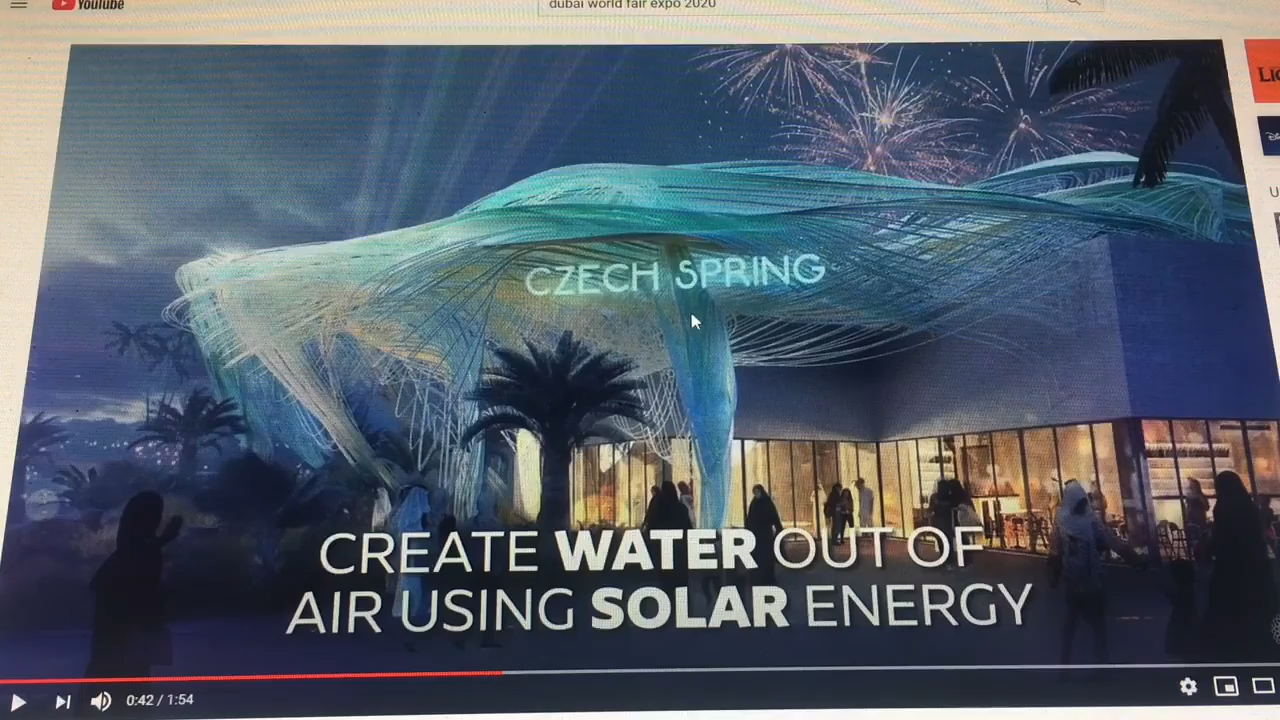 YouTube
dubai world fair expo 2020
CZECH SPRING
CREATE WATER OUT OF
AIR USING SOLAR ENERGY
0:42 / 1:54